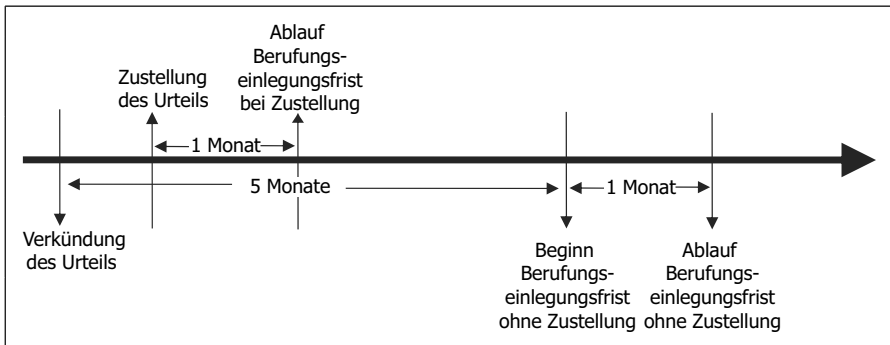 Zustellung
des Urteils
Ablauf
Berufungs-
einlegungsfrist
bei Zustellung
1 Monat
5 Monate
1 Monat
Verkündung
des Urteils
Beginn
Berufungs-
einlegungsfrist
ohne Zustellung
Ablauf
Berufungs-
einlegungsfrist
ohne Zustellung